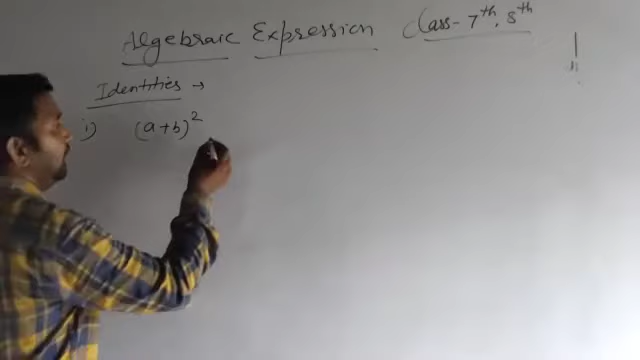 Algebraic Expression Class-7th, 8th
Identities →
i) (a+b)²